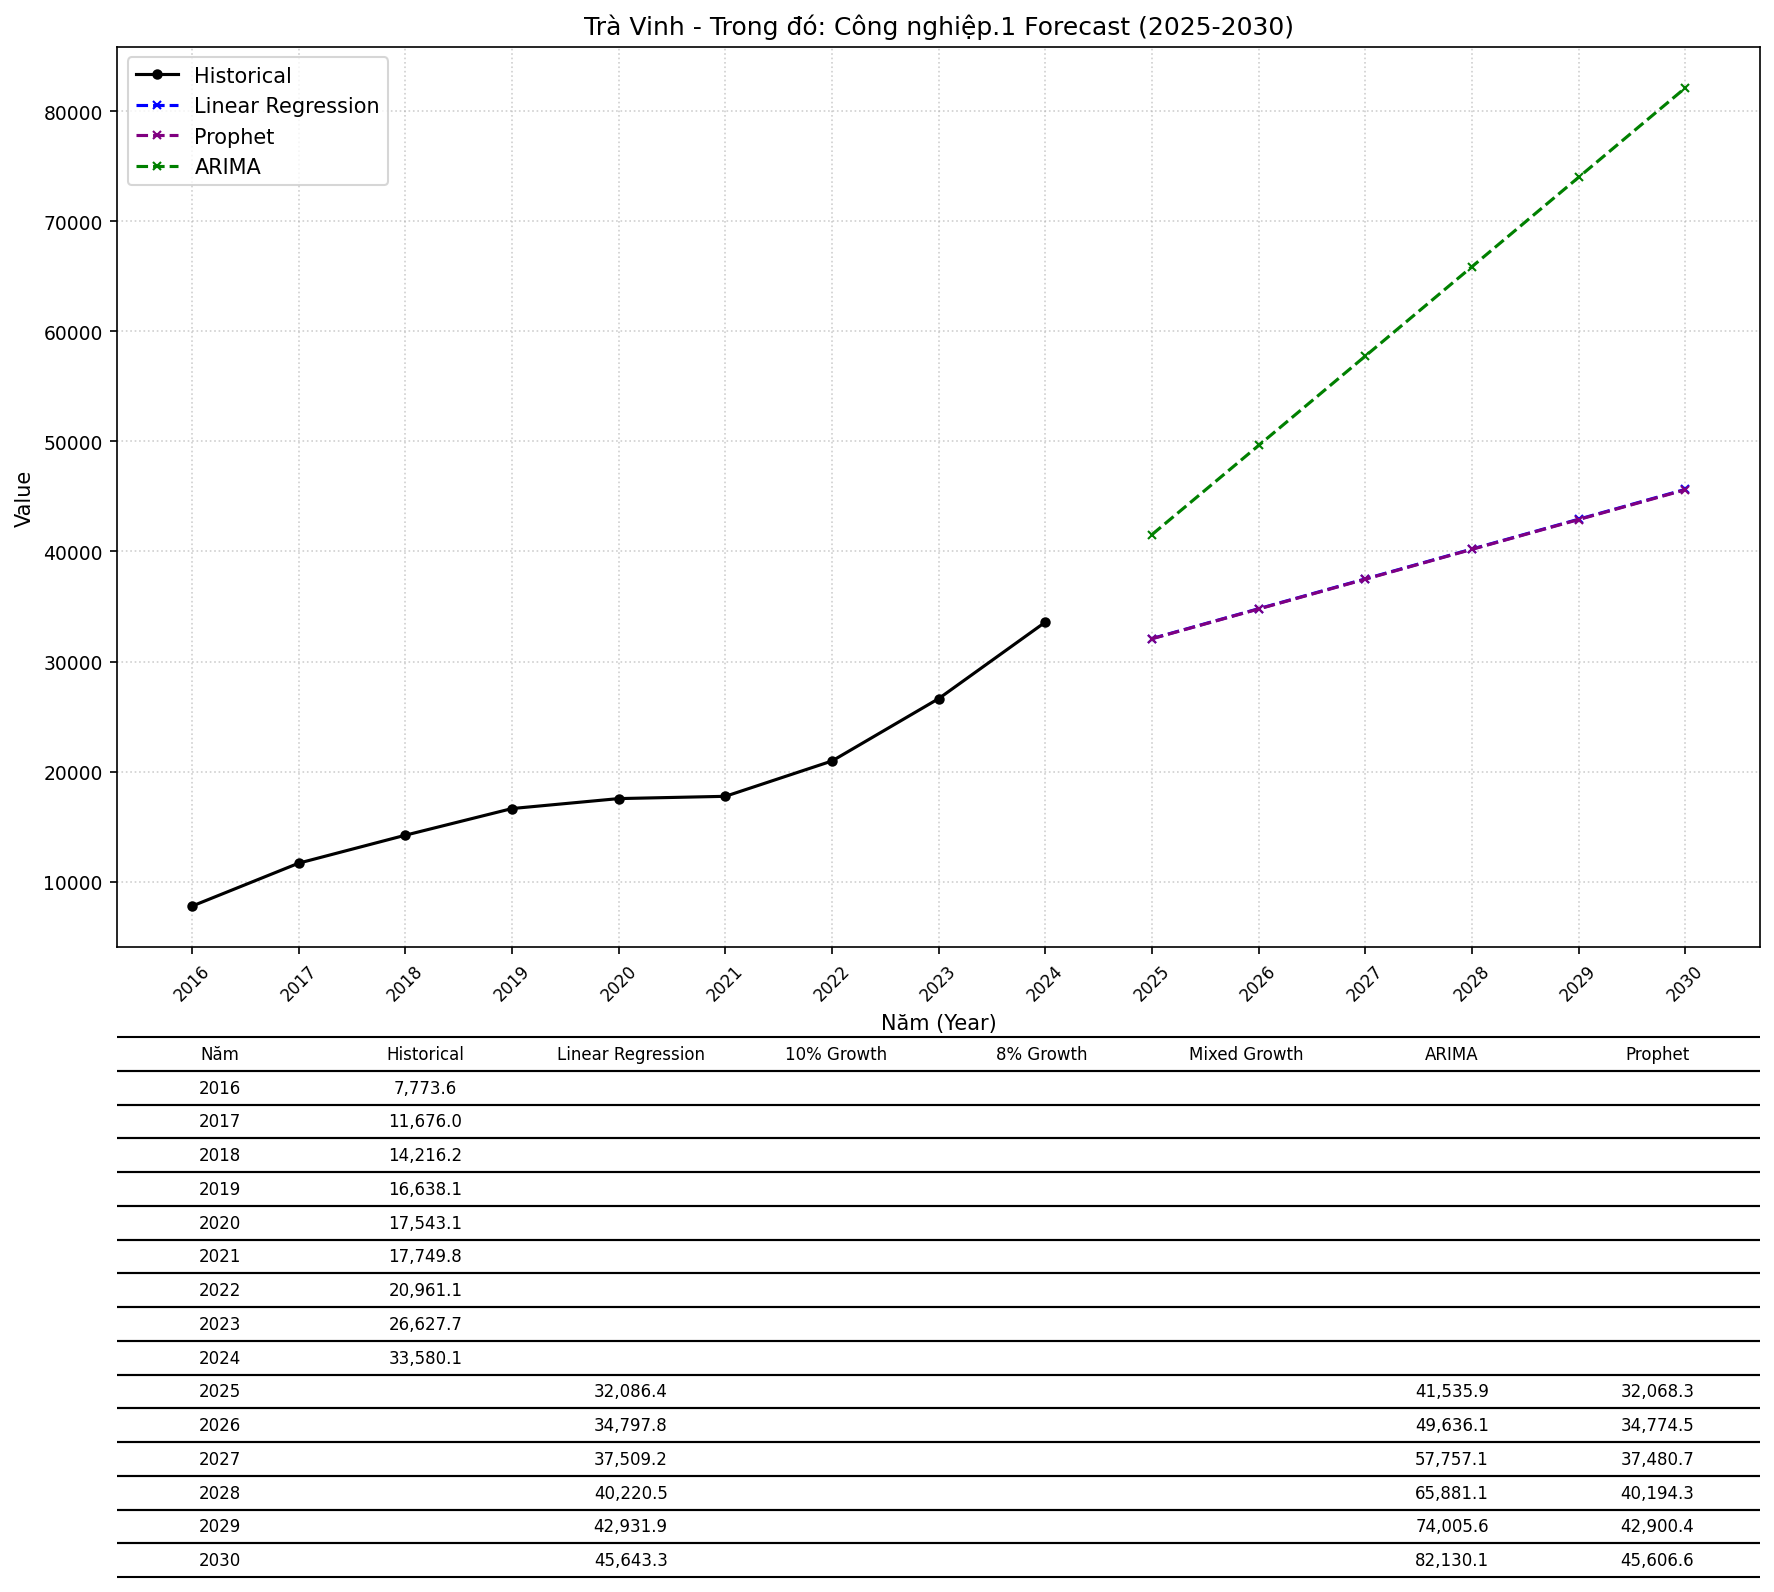 Trà Vinh - Trong đó: Công nghiệp.1 Forecast (2025-2030)
Historical
Linear Regression
Prophet
ARIMA
Value
80000
70000
60000
50000
40000
30000
20000
10000
2016 2017 2018 2019 2020 2021 2022 2023 2024 2025 2026 2027 2028 2029 2030
Năm (Year)
Năm Historical Linear Regression 10% Growth 8% Growth Mixed Growth ARIMA Prophet
2016 7,773.6
2017 11,676.0
2018 14,216.2
2019 16,638.1
2020 17,543.1
2021 17,749.8
2022 20,961.1
2023 26,627.7
2024 33,580.1
2025 32,086.4 41,535.9 32,068.3
2026 34,797.8 49,636.1 34,774.5
2027 37,509.2 57,757.1 37,480.7
2028 40,220.5 65,881.1 40,194.3
2029 42,931.9 74,005.6 42,900.4
2030 45,643.3 82,130.1 45,606.6